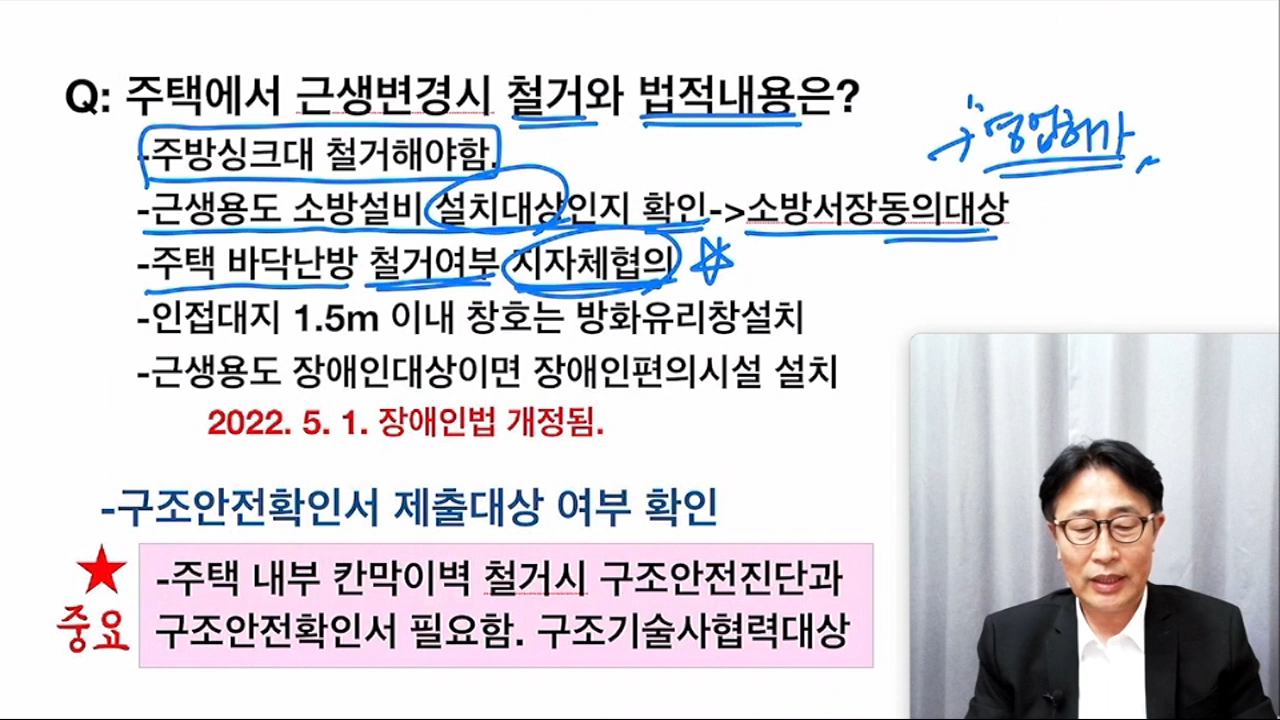 Q: 주택에서 근생변경시 철거와 법적내용은?
영업허가
-주방싱크대 철거해야함.
-근생용도 소방설비 설치대상인지 확인->소방서장동의대상
-주택 바닥난방 철거여부 지자체협의
-인접대지 1.5m 이내 창호는 방화유리창설치
-근생용도 장애인대상이면 장애인편의시설 설치
2022. 5. 1. 장애인법 개정됨.
-구조안전확인서 제출대상 여부 확인
★
중요
-주택 내부 칸막이벽 철거시 구조안전진단과
구조안전확인서 필요함. 구조기술사협력대상